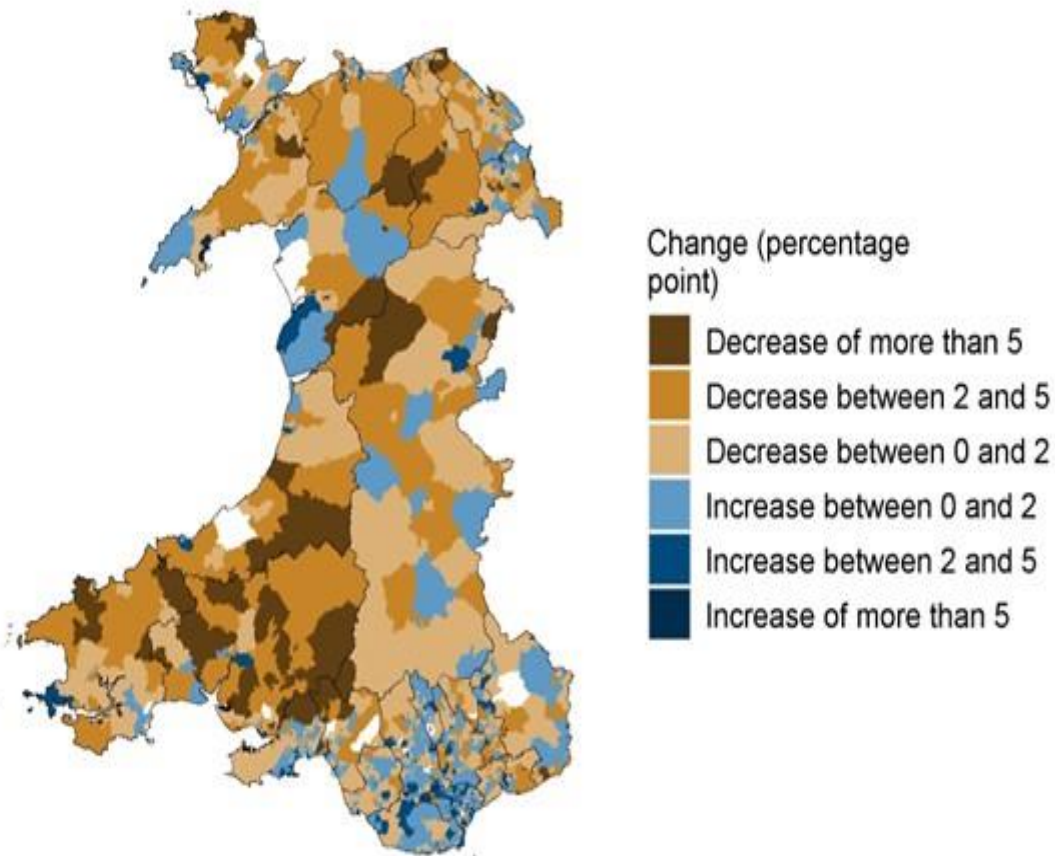 Change (percentage
point)
Decrease of more than 5
Decrease between 2 and 5
Decrease between 0 and 2
Increase between 0 and 2
Increase between 2 and 5
Increase of more than 5